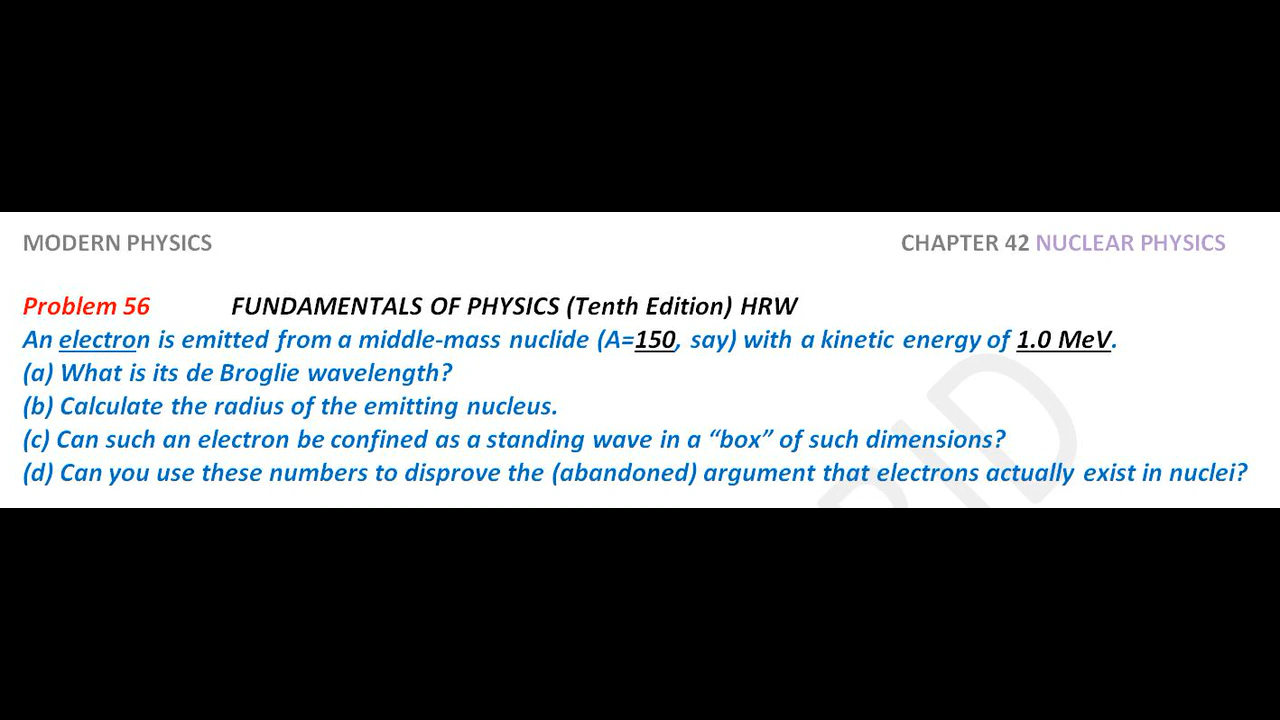 MODERN PHYSICS CHAPTER 42 NUCLEAR PHYSICS
Problem 56 FUNDAMENTALS OF PHYSICS (Tenth Edition) HRW
An electron is emitted from a middle-mass nuclide (A=150, say) with a kinetic energy of 1.0 MeV.
(a) What is its de Broglie wavelength?
(b) Calculate the radius of the emitting nucleus.
(c) Can such an electron be confined as a standing wave in a “box” of such dimensions?
(d) Can you use these numbers to disprove the (abandoned) argument that electrons actually exist in nuclei?